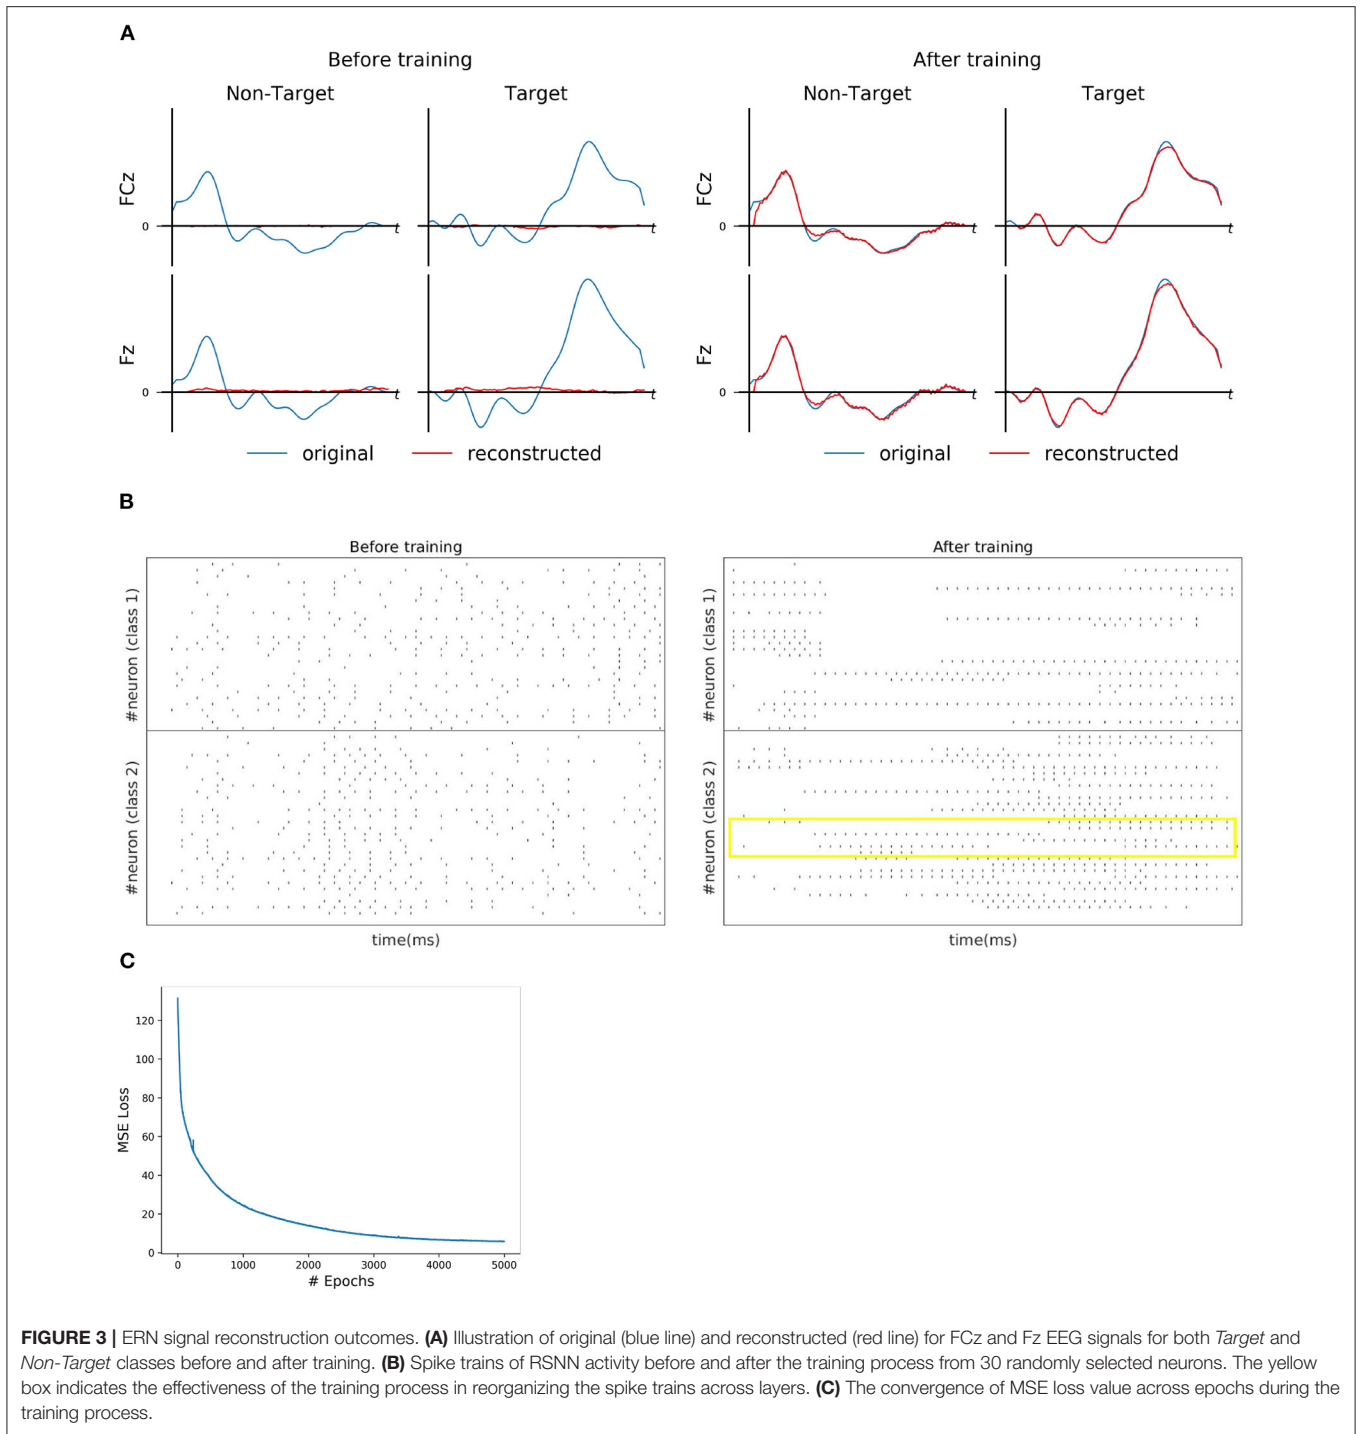 A
Before training
After training
Non-Target
Target
Non-Target
Target
FCz
0
t
t
FCz
0
t
t
Fz
0
t
t
Fz
0
t
t
original
reconstructed
original
reconstructed
B
Before training
After training
#neuron (class 1)
#neuron (class 2)
#neuron (class 1)
#neuron (class 2)
time(ms)
time(ms)
C
MSE Loss
120
100
80
60
40
20
0
0
1000
2000
3000
4000
5000
# Epochs
FIGURE 3 | ERN signal reconstruction outcomes. (A) Illustration of original (blue line) and reconstructed (red line) for FCz and Fz EEG signals for both Target and
Non-Target classes before and after training. (B) Spike trains of RSNN activity before and after the training process from 30 randomly selected neurons. The yellow
box indicates the effectiveness of the training process in reorganizing the spike trains across layers. (C) The convergence of MSE loss value across epochs during the
training process.